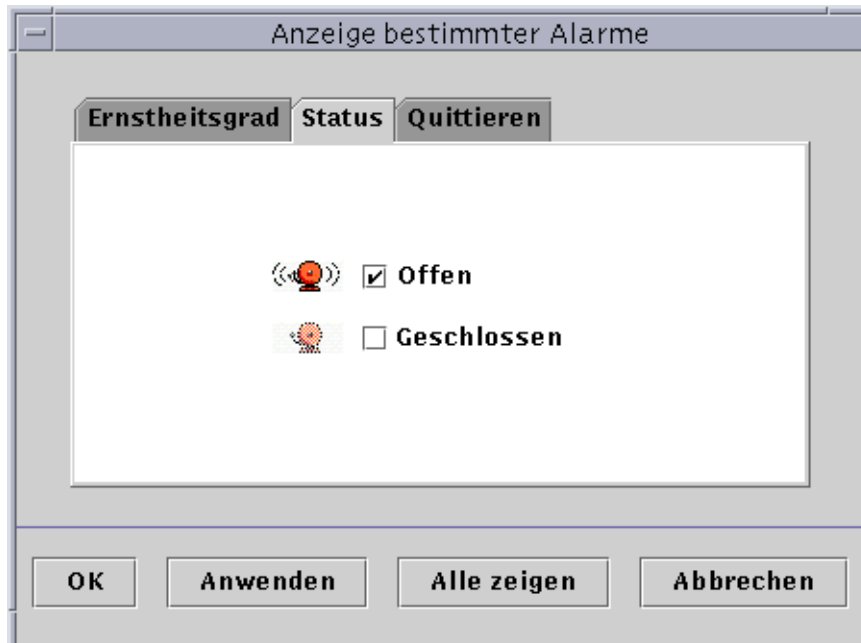 Anzeige bestimmter Alarme
Ernstheitsgrad Status Quittieren
Offen
Geschlossen
OK Anwenden Alle zeigen Abbrechen